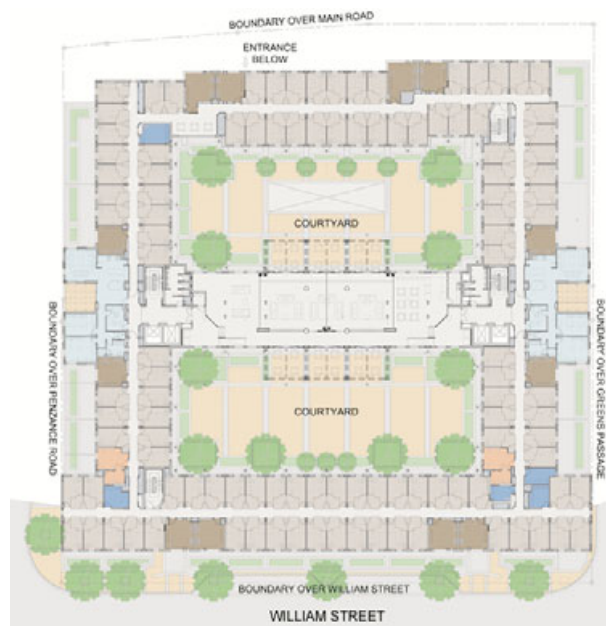 BOUNDARY OVER MAIN ROAD
ENTRANCE
BELOW
COURTYARD
BOUNDARY OVER PENZANCE ROAD
BOUNDARY OVER GREENS PASSAGE
COURTYARD
BOUNDARY OVER WILLIAM STREET
WILLIAM STREET